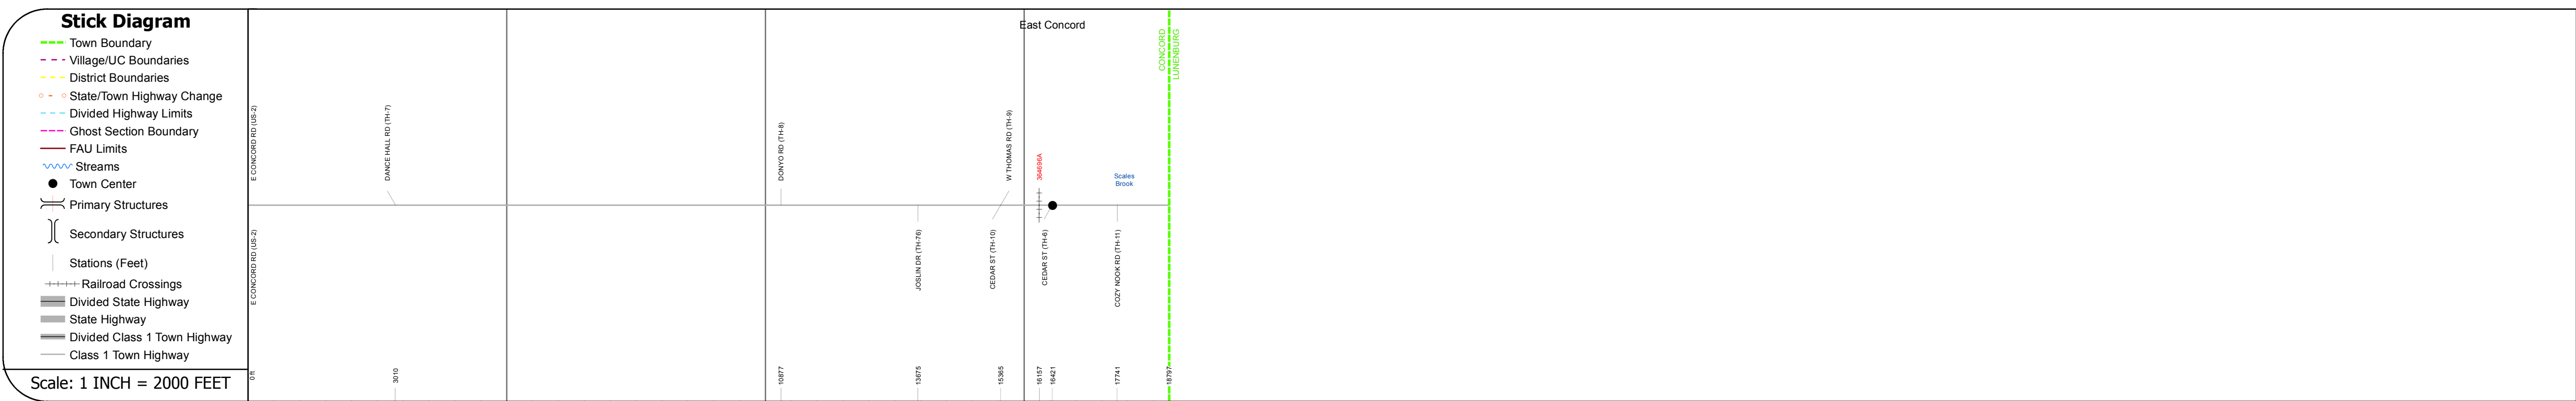 Stick Diagram
Town Boundary
Village/UC Boundaries
District Boundaries
State/Town Highway Change
Divided Highway Limits
Ghost Section Boundary
FAU Limits
Streams
Town Center
Primary Structures
Secondary Structures
Stations (Feet)
Railroad Crossings
Divided State Highway
State Highway
Divided Class 1 Town Highway
Class 1 Town Highway
Scale: 1 INCH = 2000 FEET
East Concord
CONCORD
LUNENBURG
E CONCORD RD (US-2)
DANCE HALL RD (TH-7)
DONYO RD (TH-8)
W THOMAS RD (TH-9)
364696A
Scales
Brook
E CONCORD RD (US-2)
JOSLIN DR (TH-76)
CEDAR ST (TH-10)
CEDAR ST (TH-6)
COZY NOOK RD (TH-11)
0 ft
3010
10877
13675
15365
16157
16421
17741
18797